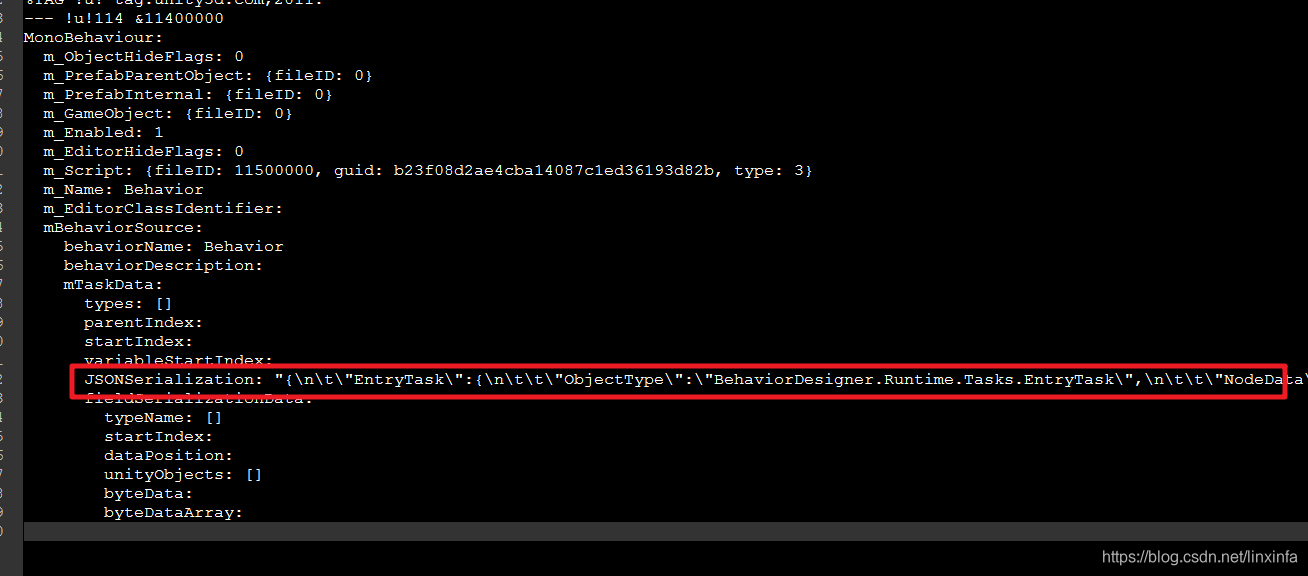 %TAG !u! tag:unity3d.com,2011:
--- !u!114 &11400000
MonoBehaviour:
m_ObjectHideFlags: 0
m_PrefabParentObject: {fileID: 0}
m_PrefabInternal: {fileID: 0}
m_GameObject: {fileID: 0}
m_Enabled: 1
m_EditorHideFlags: 0
m_Script: {fileID: 11500000, guid: b23f08d2ae4cba14087c1ed36193d82b, type: 3}
m_Name: Behavior
m_EditorClassIdentifier:
mBehaviorSource:
behaviorName: Behavior
behaviorDescription:
mTaskData:
types: []
parentIndex:
startIndex:
variableStartIndex:
JSONSerialization: "{\n\t\"EntryTask\":{\n\t\t\"ObjectType\":\"BehaviorDesigner.Runtime.Tasks.EntryTask\",\n\t\t\"NodeData\
fieldSerializationData:
typeName: []
startIndex:
dataPosition:
unityObjects: []
byteData:
byteDataArray:
https://blog.csdn.net/linxinfa